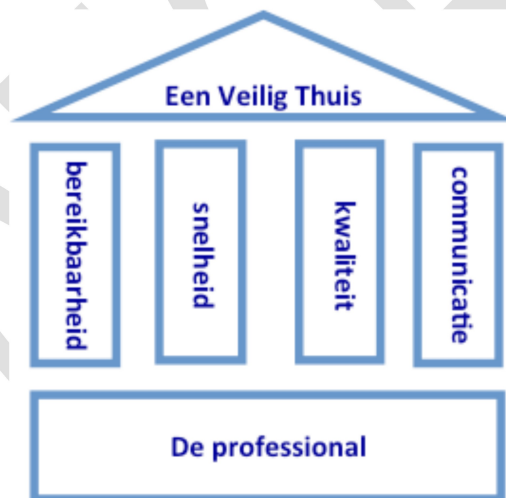 Een Veilig Thuis
bereikbaarheid
snelheid
kwaliteit
communicatie
De professional